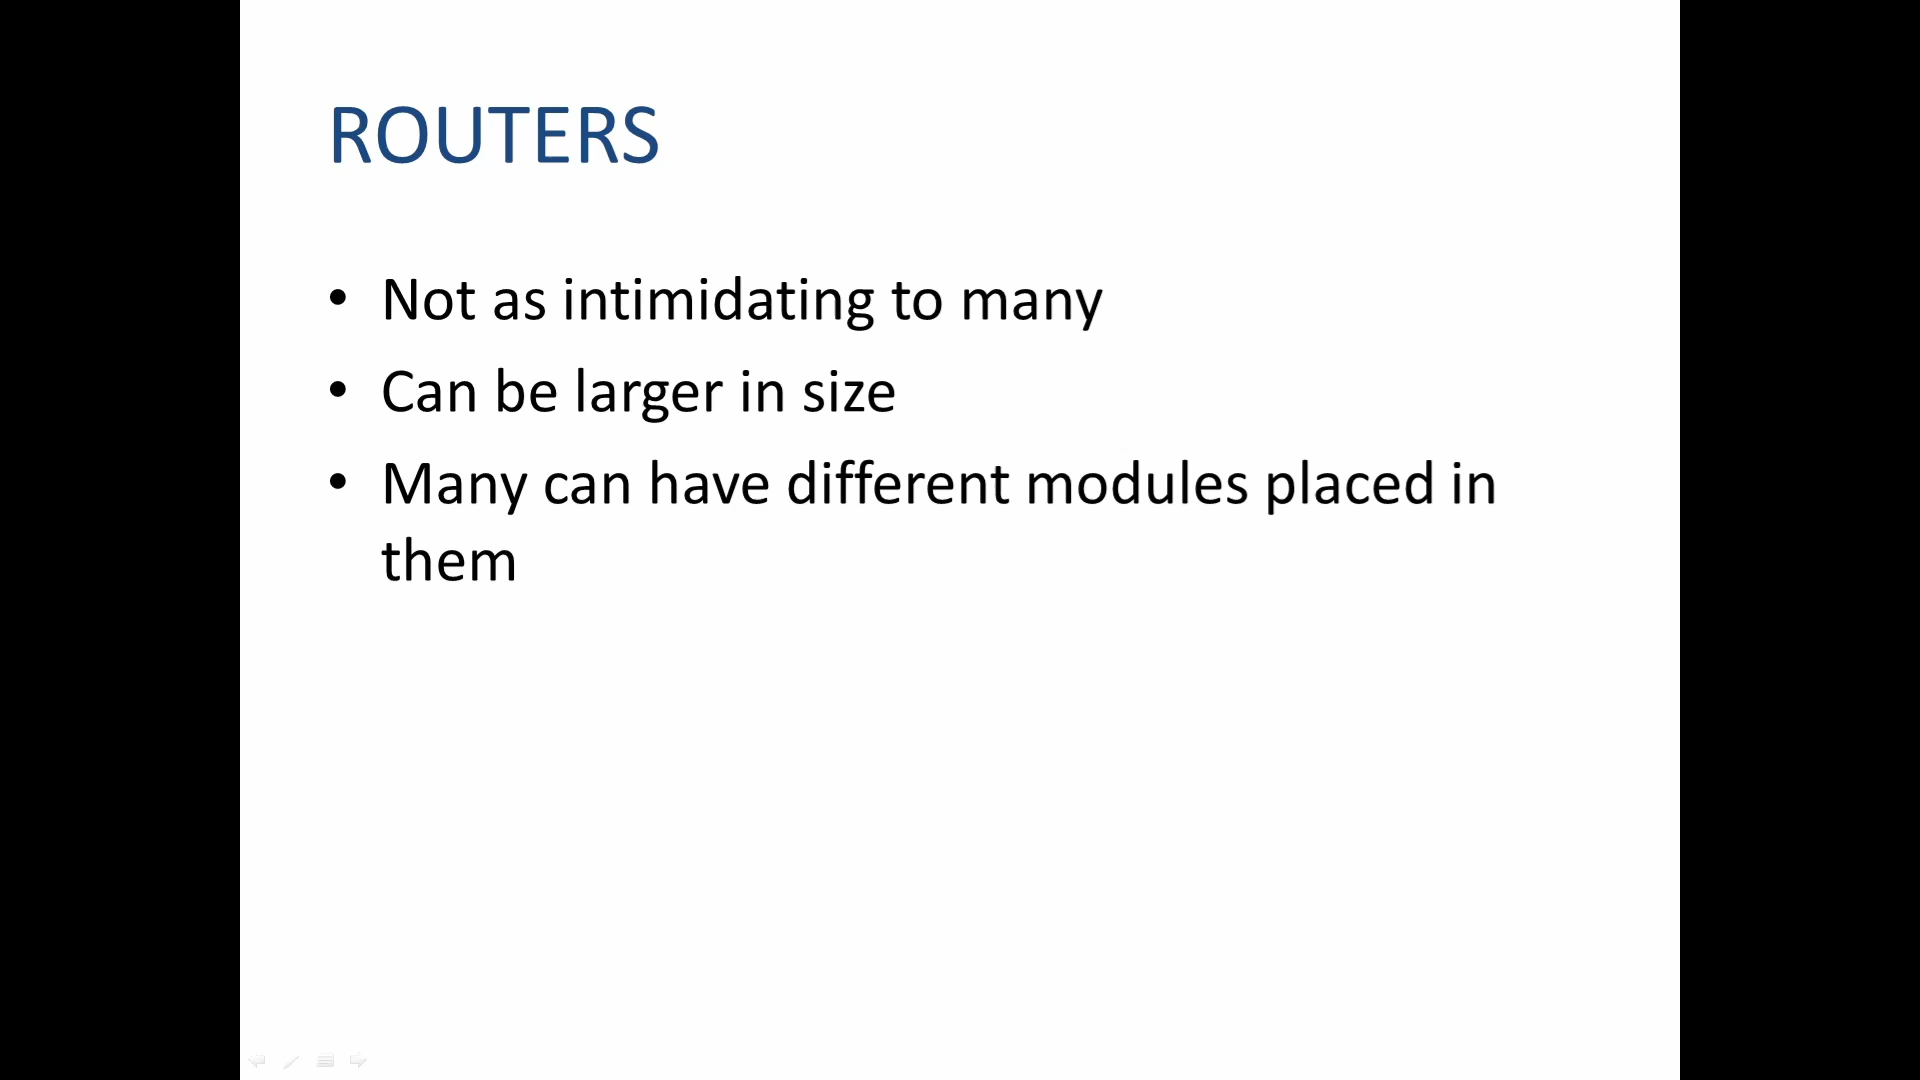 ROUTERS
• Not as intimidating to many
• Can be larger in size
• Many can have different modules placed in
them